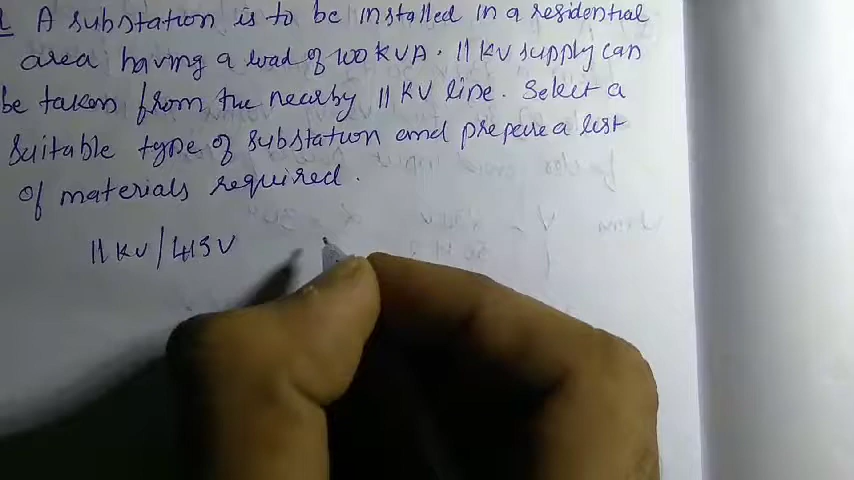 A substation is to be installed in a residential
area having a load of 100 KVA. 11 KV supply can
be taken from the nearby 11 KV line. Select a
suitable type of substation and prepare a list
of materials required.
11 KV/415V